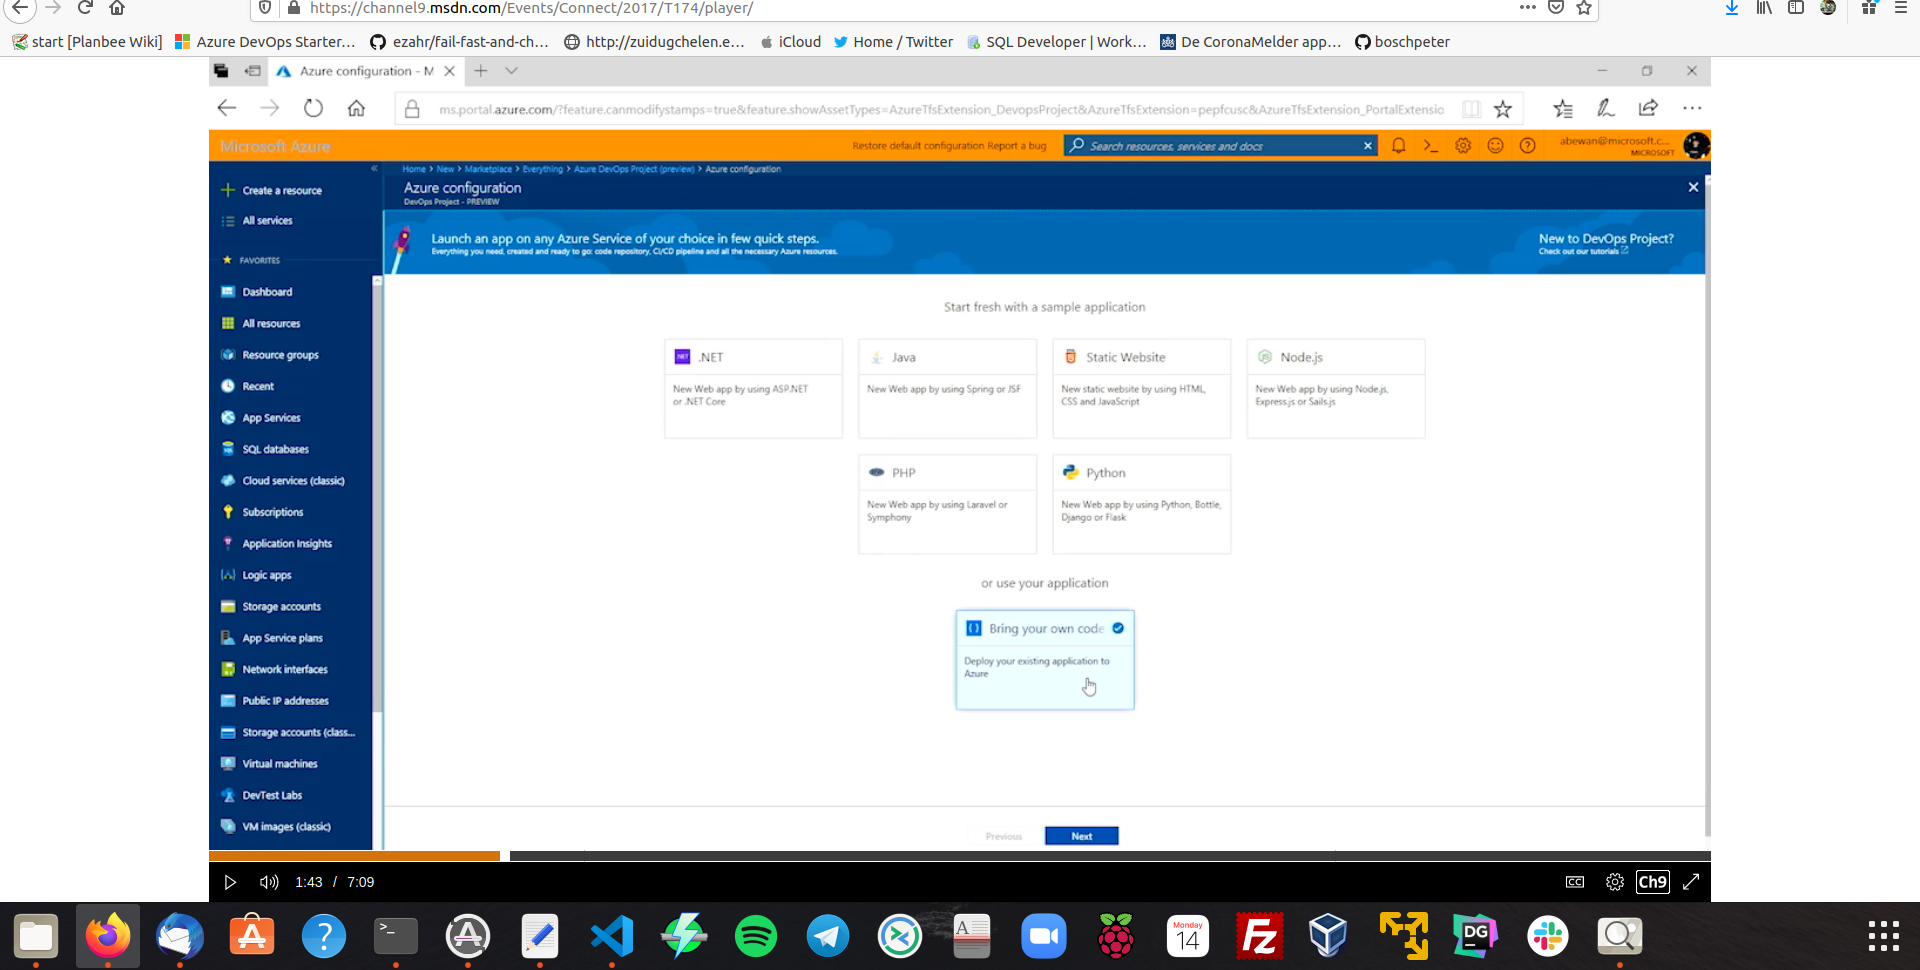 https://channel9.msdn.com/Events/Connect/2017/T174/player/
start [Planbee Wiki] Azure DevOps Starter… ezahr/fail-fast-and-ch… http://zuidugchelen.e… iCloud Home / Twitter SQL Developer | Work… De CoronaMelder app… boschpeter
Azure configuration - M
ms.portal.azure.com/?feature.canmodifystamps=true&feature.showAssetTypes=AzureTfsExtension_DevopsProject&AzureTfsExtension=pepfcusc&AzureTfsExtension_PortalExtensio
Microsoft Azure
Restore default configuration Report a bug
Search resources, services and docs
abewan@microsoft.c...
MICROSOFT
Home > New > Marketplace > Everything > Azure DevOps Project (preview) > Azure configuration
Azure configuration
DevOps Project - PREVIEW
Create a resource
All services
FAVORITES
Dashboard
All resources
Resource groups
Recent
App Services
SQL databases
Cloud services (classic)
Subscriptions
Application Insights
Logic apps
Storage accounts
App Service plans
Network interfaces
Public IP addresses
Storage accounts (class...
Virtual machines
DevTest Labs
VM images (classic)
Launch an app on any Azure Service of your choice in few quick steps.
Everything you need, created and ready to go: code repository, CI/CD pipeline and all the necessary Azure resources.
New to DevOps Project?
Check out our tutorials
Start fresh with a sample application
.NET
New Web app by using ASP.NET
or .NET Core
Java
New Web app by using Spring or JSF
Static Website
New static website by using HTML,
CSS and JavaScript
Node.js
New Web app by using Node.js,
Express.js or Sails.js
PHP
New Web app by using Laravel or
Symphony
Python
New Web app by using Python, Bottle,
Django or Flask
or use your application
Bring your own code
Deploy your existing application to
Azure
Previous
Next
1:43 / 7:09
CC
Ch9
Monday
14
DG